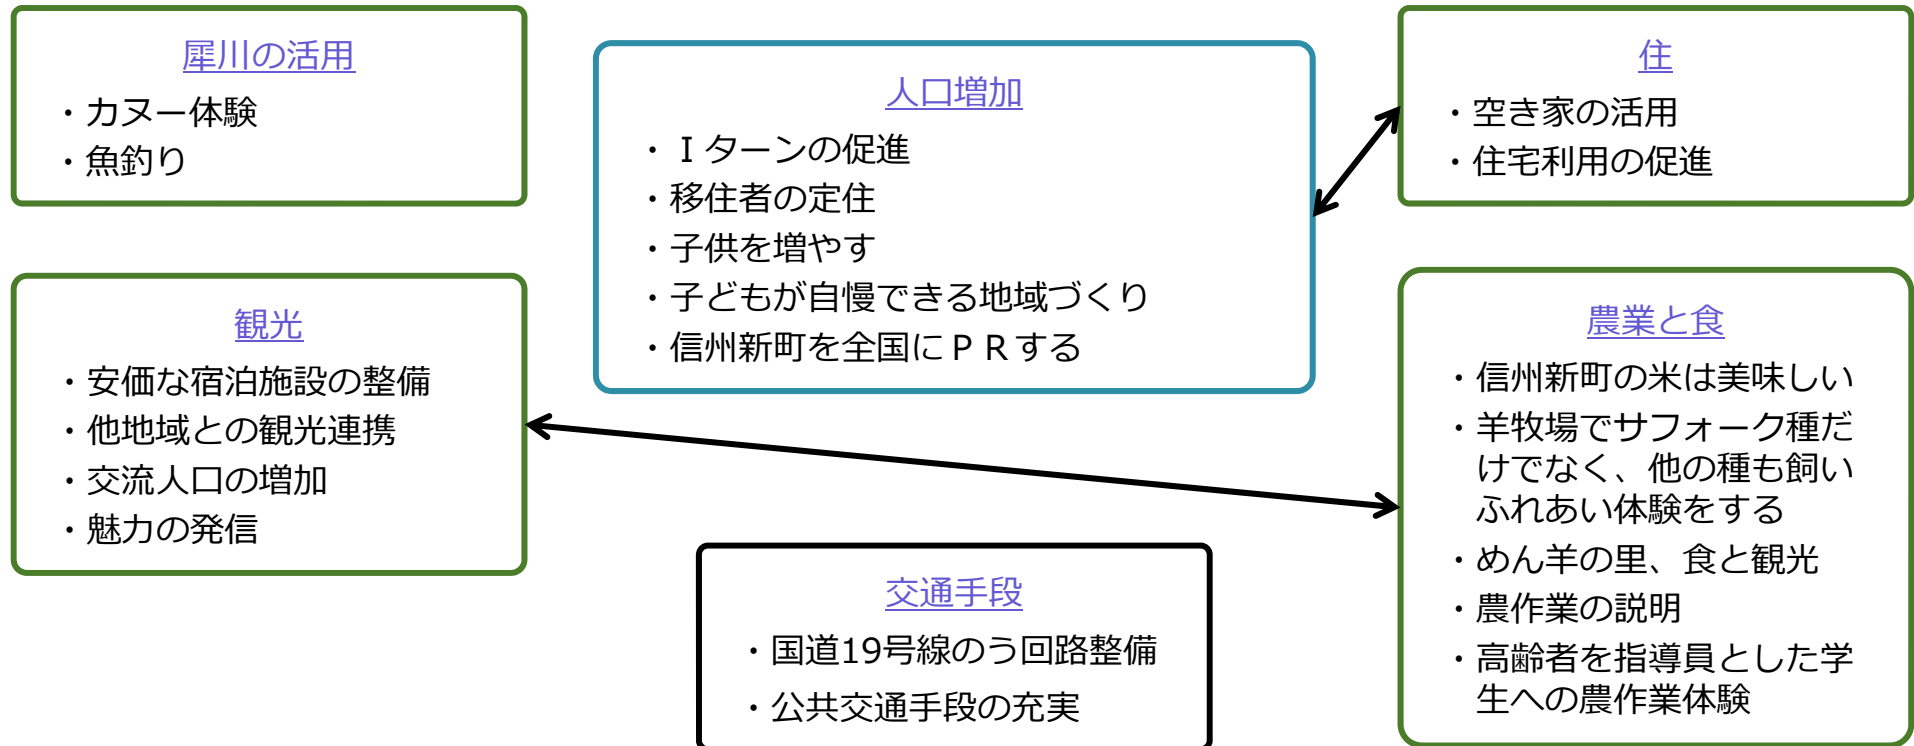 犀川の活用
・カヌー体験
・魚釣り
人口増加
・Ｉターンの促進
・移住者の定住
・子供を増やす
・子どもが自慢できる地域づくり
・信州新町を全国にＰＲする
住
・空き家の活用
・住宅利用の促進
観光
・安価な宿泊施設の整備
・他地域との観光連携
・交流人口の増加
・魅力の発信
農業と食
・信州新町の米は美味しい
・羊牧場でサフォーク種だ
けでなく、他の種も飼い
ふれあい体験をする
・めん羊の里、食と観光
・農作業の説明
・高齢者を指導員とした学
生への農作業体験
交通手段
・国道19号線のう回路整備
・公共交通手段の充実